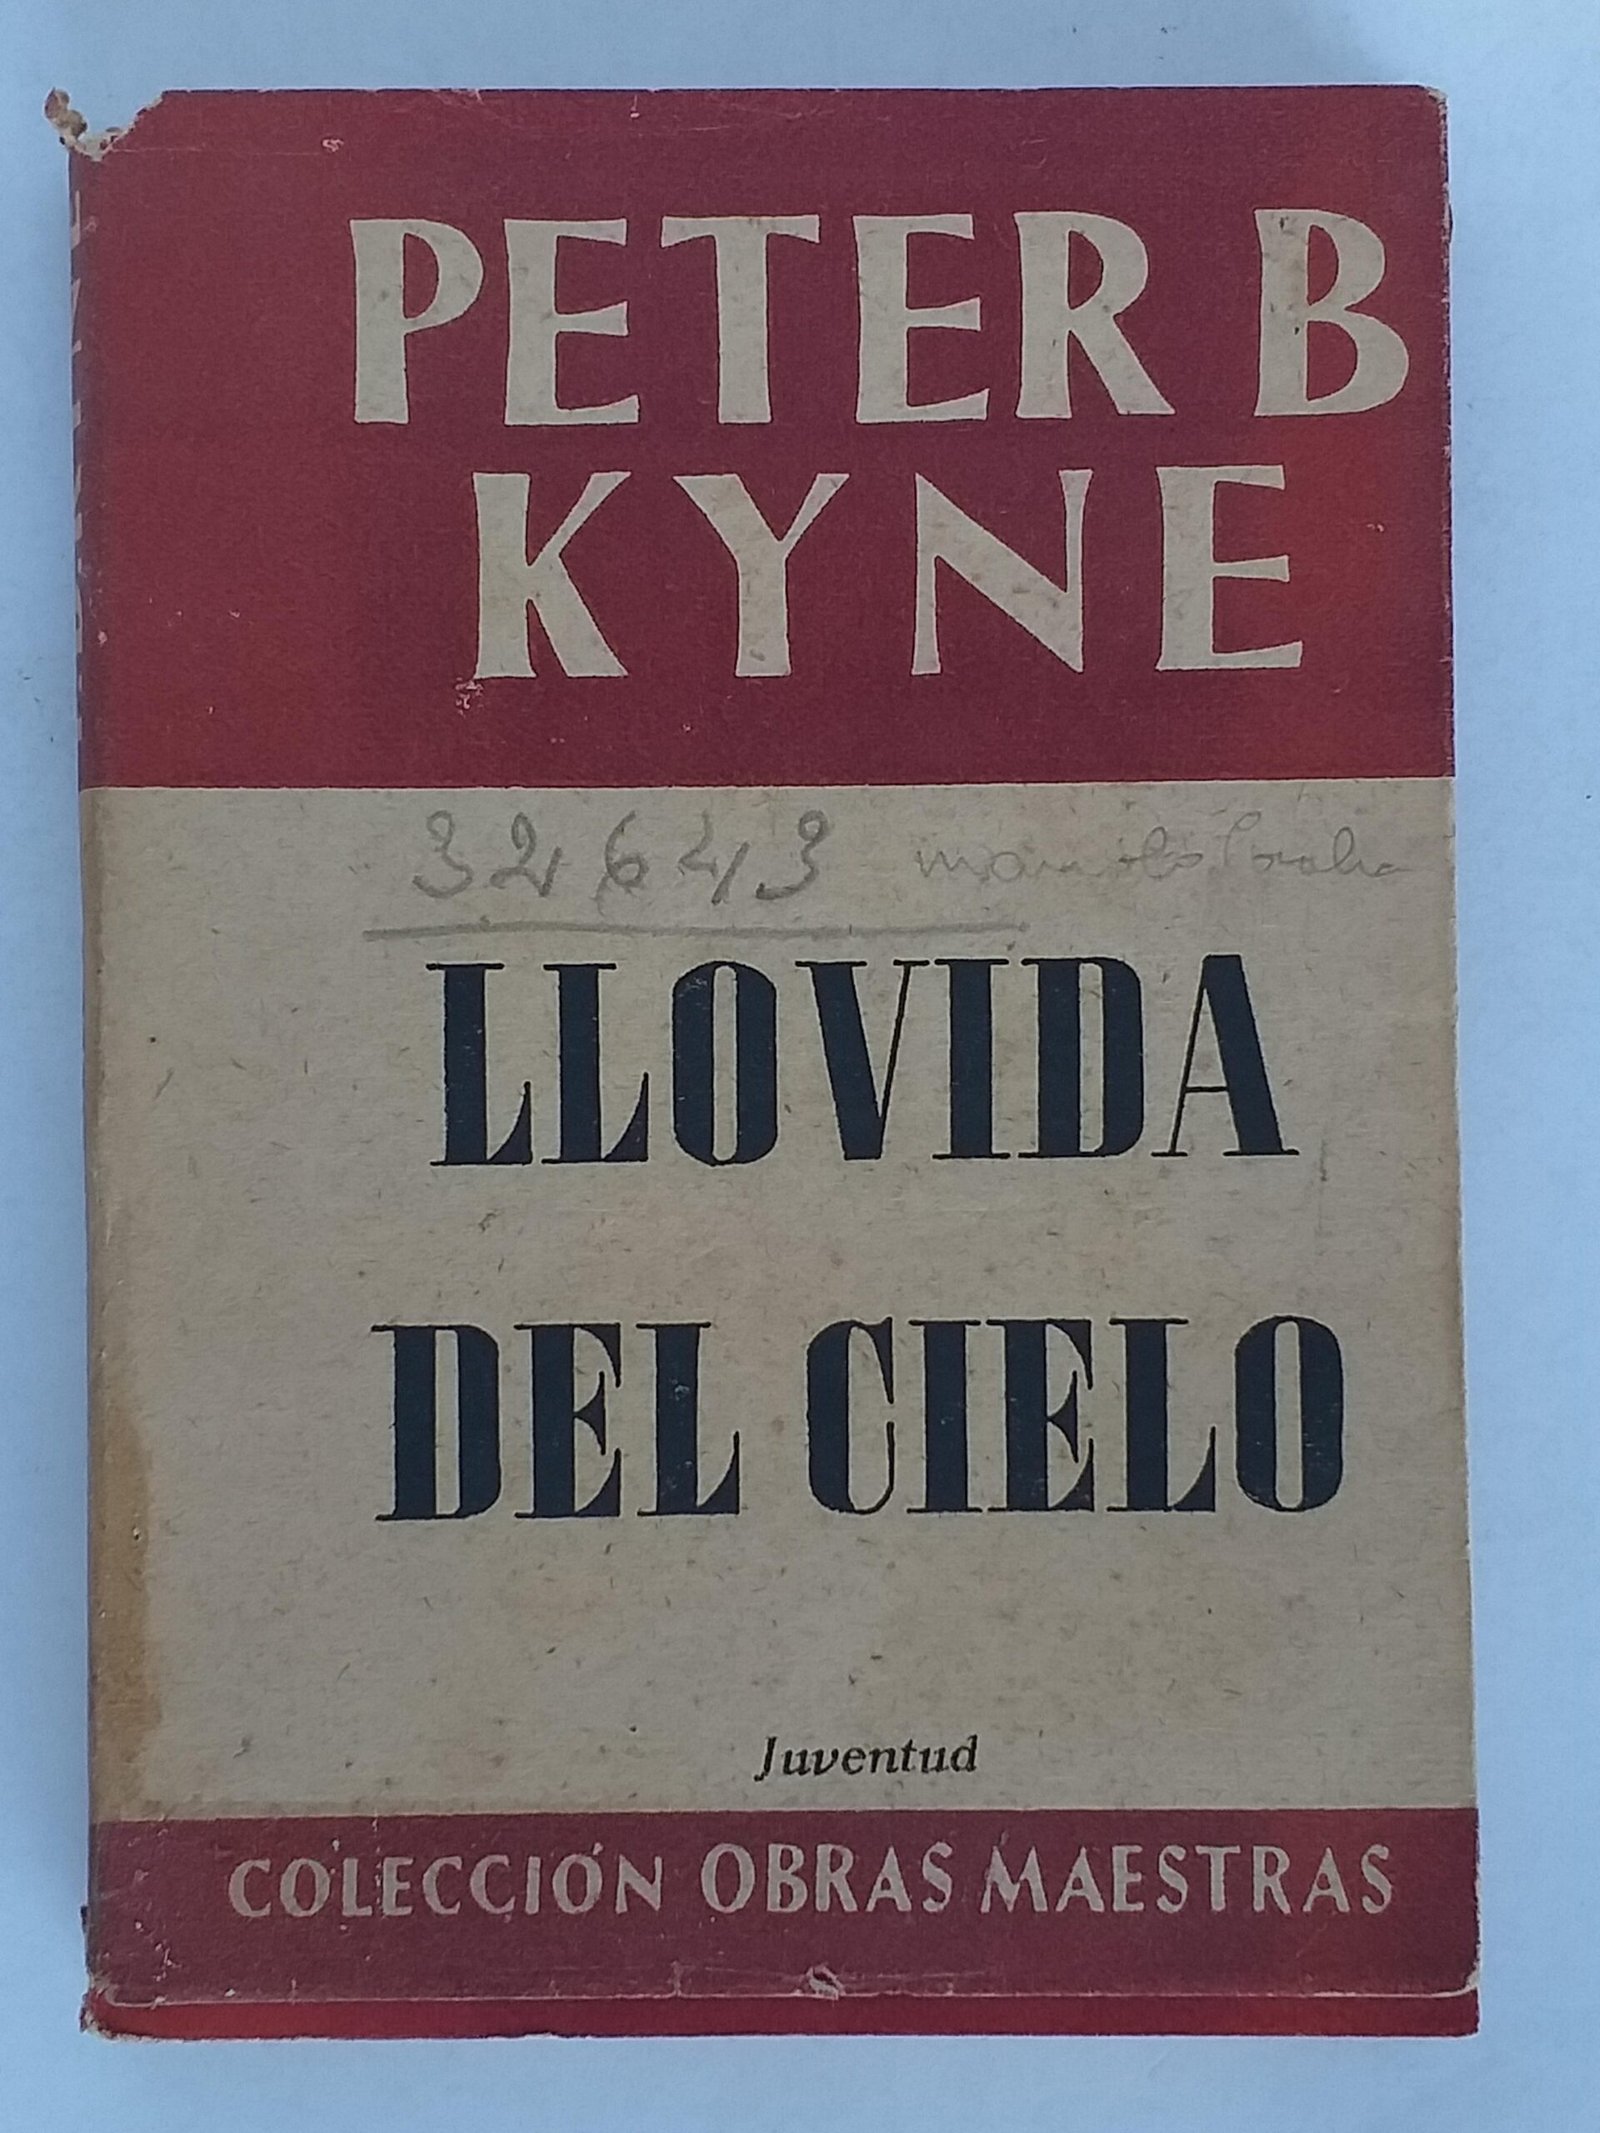 PETER B
KYNE
32643
LLOVIDA
DEL CIELO
Juventud
COLECCIÓN OBRAS MAESTRAS